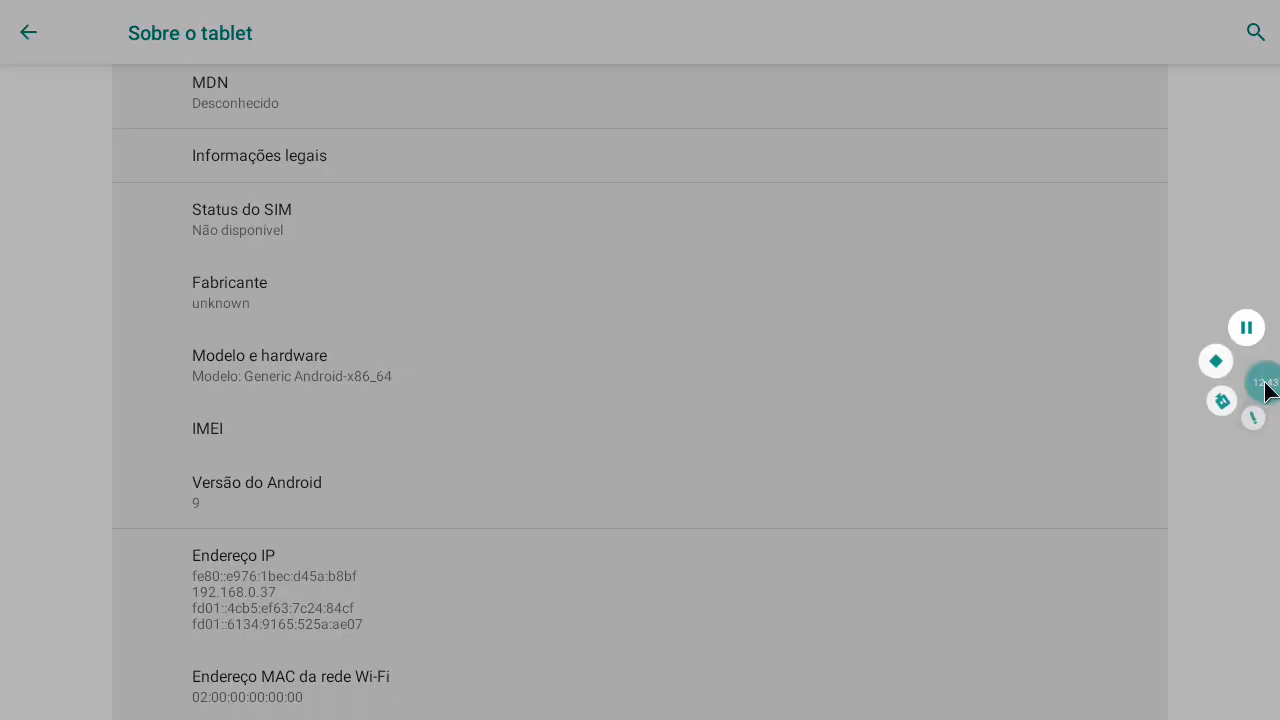 Sobre o tablet
MDN
Desconhecido
Informações legais
Status do SIM
Não disponível
Fabricante
unknown
Modelo e hardware
Modelo: Generic Android-x86_64
IMEI
Versão do Android
9
Endereço IP
fe80::e976:1bec:d45a:b8bf
192.168.0.37
fd01::4cb5:ef63:7c24:84cf
fd01::6134:9165:525a:ae07
Endereço MAC da rede Wi-Fi
02:00:00:00:00:00